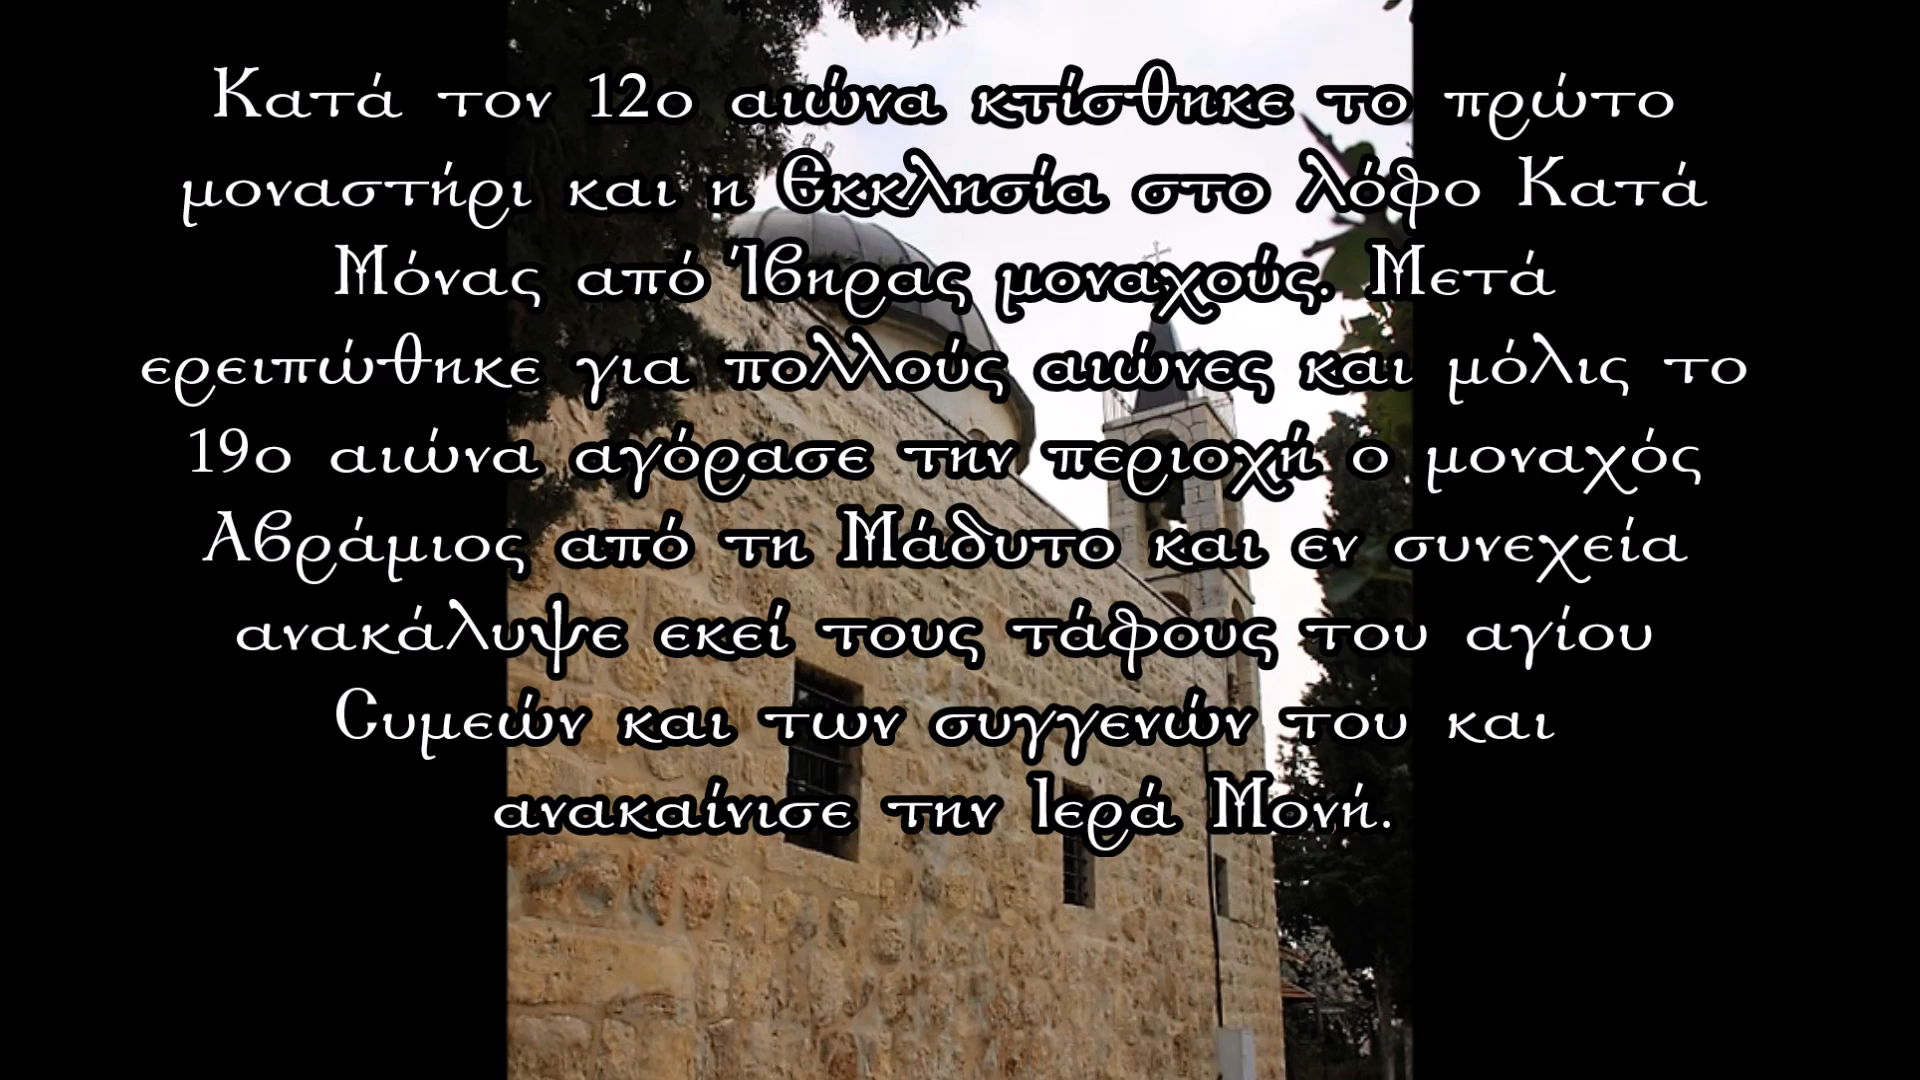 Κατά τον 12ο αιώνα κτίσθηκε το πρώτο
μοναστήρι και η Εκκλησία στο λόφο Κατά
Μόνας από Ίβηρας μοναχούς. Μετά
ερειπώθηκε για πολλούς αιώνες και μόλις το
19ο αιώνα αγόρασε την περιοχή ο μοναχός
Αβράμιος από τη Μάδυτο και εν συνεχεία
ανακάλυψε εκεί τους τάφους του αγίου
Συμεών και των συγγενών του και
ανακαίνισε την Ιερά Μονή.